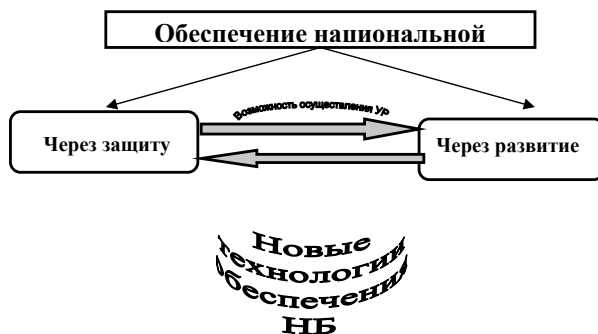 Обеспечение национальной
Возможность осуществления УР
Через защиту
Через развитие
Новые
технологии
обеспечения
НБ